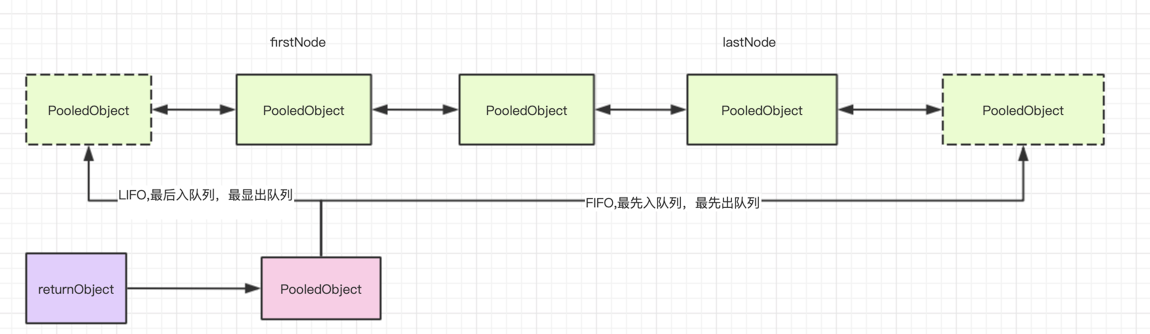 firstNode
lastNode
PooledObject
PooledObject
PooledObject
PooledObject
PooledObject
LIFO,最后入队列，最显出队列
FIFO,最先入队列，最先出队列
returnObject
PooledObject